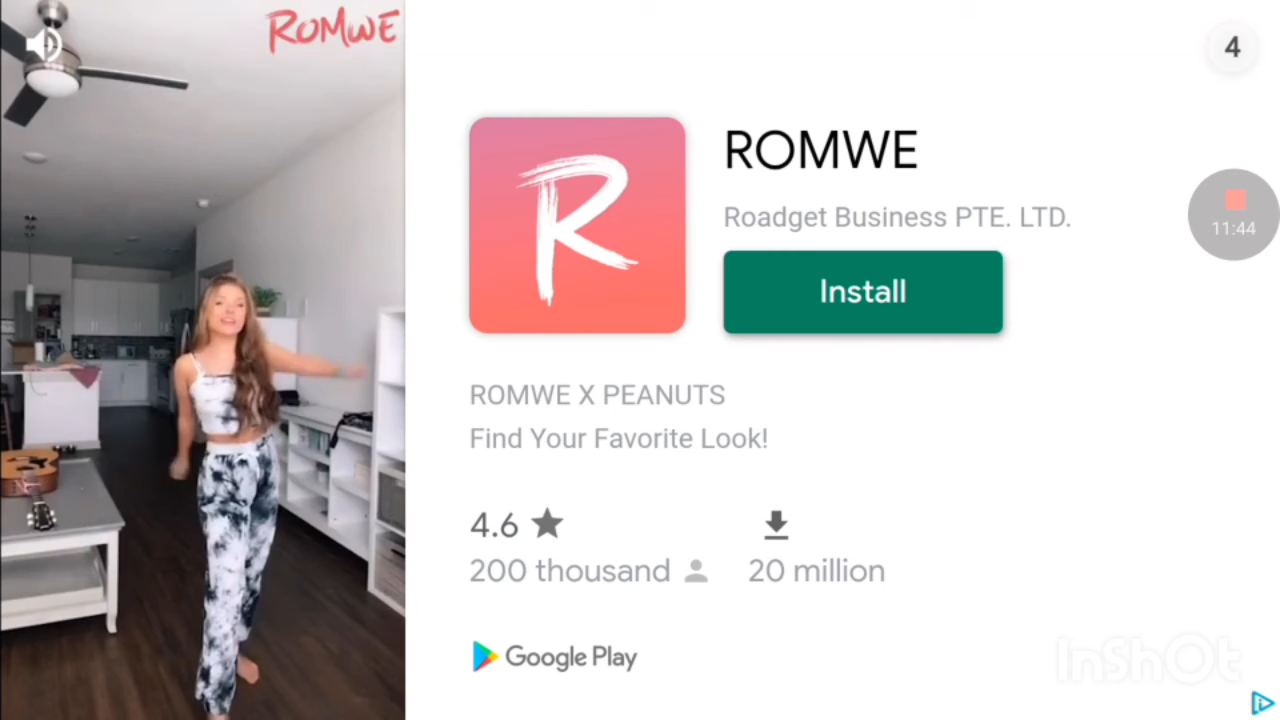 ROMWE
4
R
ROMWE
Roadget Business PTE. LTD.
Install
11:44
ROMWE X PEANUTS
Find Your Favorite Look!
4.6
200 thousand
20 million
Google Play
InShOt